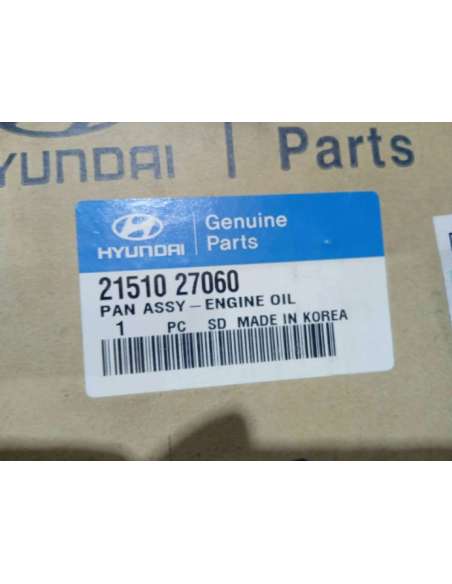 HYUNDAI
Parts
HYUNDAI
Genuine
Parts
21510 27060
PAN ASSY – ENGINE OIL
1 PC SD MADE IN KOREA